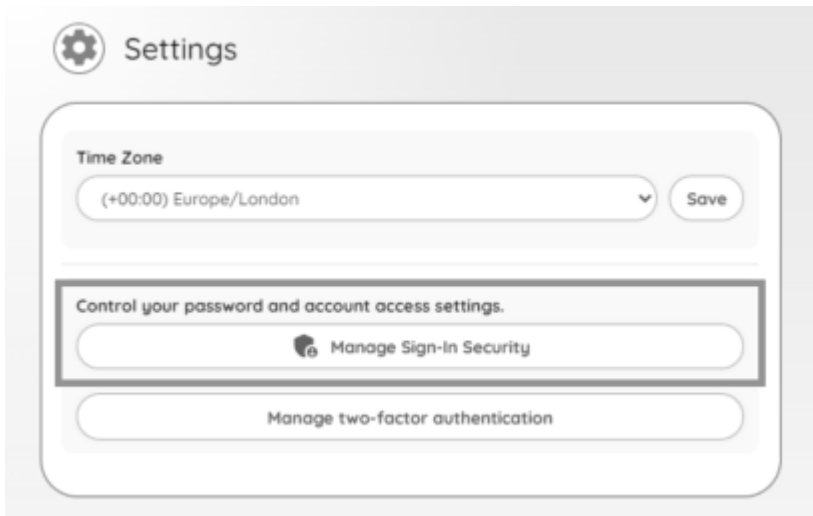 Settings
Time Zone
(+00:00) Europe/London
Save
Control your password and account access settings.
Manage Sign-In Security
Manage two-factor authentication